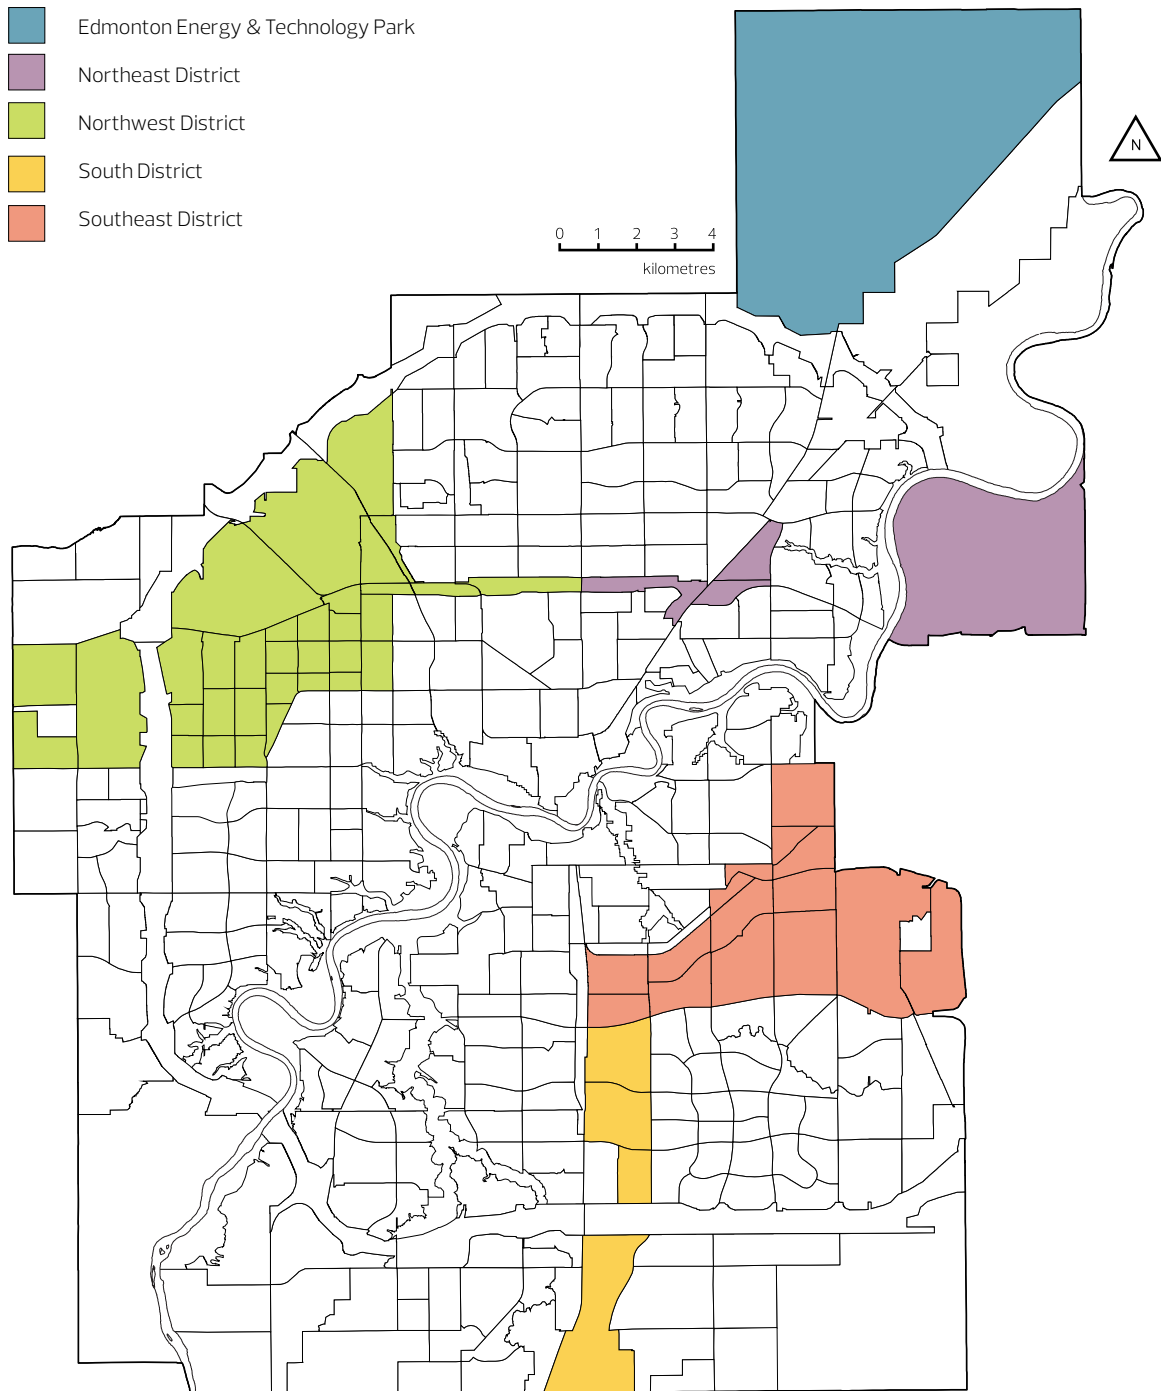 Edmonton Energy & Technology Park
Northeast District
Northwest District
South District
Southeast District
N
0 1 2 3 4
kilometres